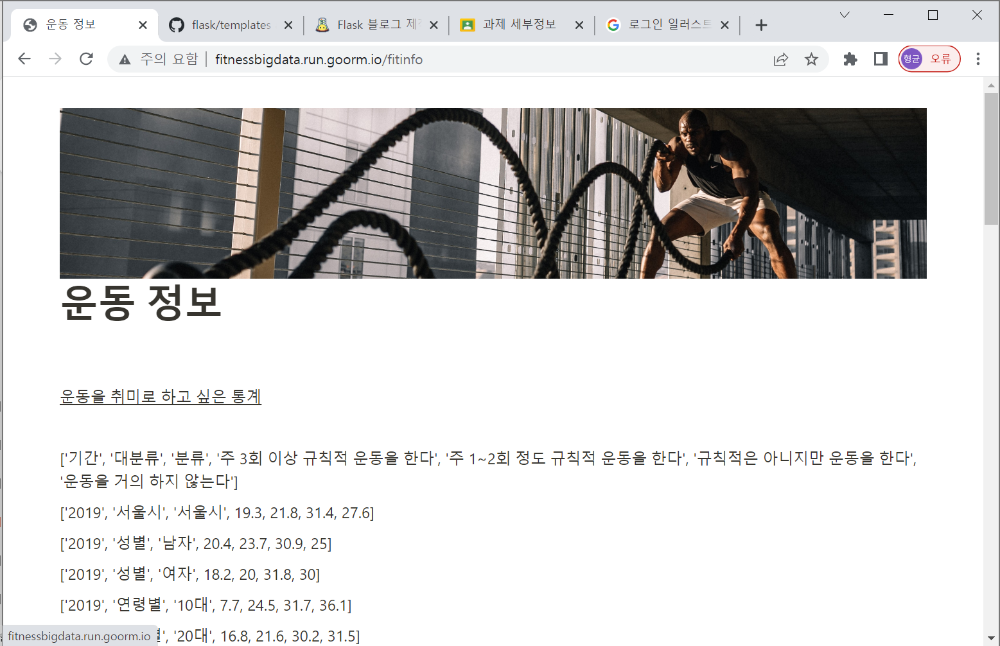 운동 정보
flask/templates
Flask 블로그 제
과제 세부정보
로그인 일러스트
주의 요함
fitnessbigdata.run.goorm.io/fitinfo
형균
오류
운동 정보
운동을 취미로 하고 싶은 통계
['기간', '대분류', '분류', '주 3회 이상 규칙적 운동을 한다', '주 1~2회 정도 규칙적 운동을 한다', '규칙적은 아니지만 운동을 한다',
'운동을 거의 하지 않는다']
['2019', '서울시', '서울시', 19.3, 21.8, 31.4, 27.6]
['2019', '성별', '남자', 20.4, 23.7, 30.9, 25]
['2019', '성별', '여자', 18.2, 20, 31.8, 30]
['2019', '연령별', '10대', 7.7, 24.5, 31.7, 36.1]
별', '20대', 16.8, 21.6, 30.2, 31.5]
fitnessbigdata.run.goorm.io